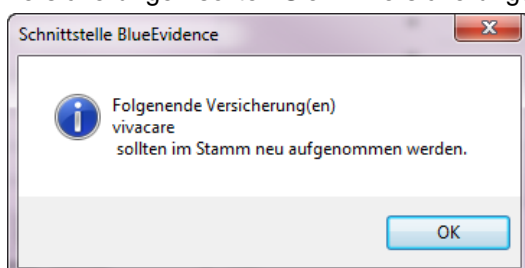 Schnittstelle BlueEvidence
Folgenende Versicherung(en)
vivacare
sollten im Stamm neu aufgenommen werden.
OK